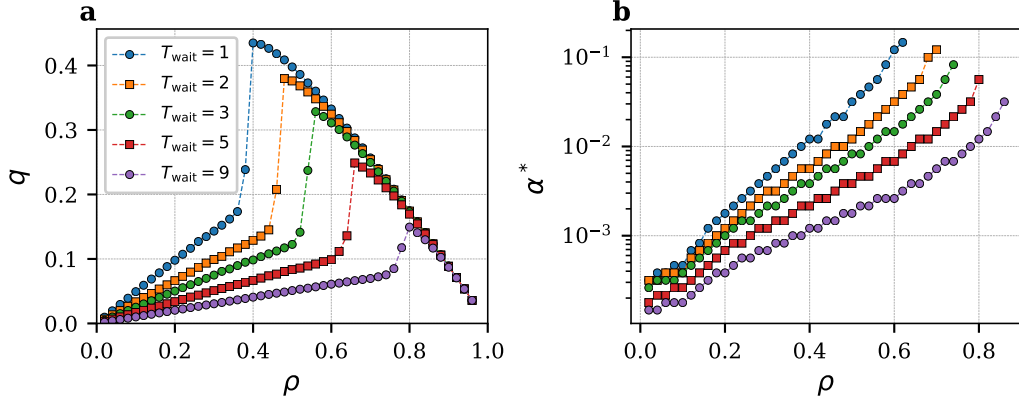 a
q
0.4
0.3
0.2
0.1
0.0
T_wait = 1
T_wait = 2
T_wait = 3
T_wait = 5
T_wait = 9
0.0 0.2 0.4 0.6 0.8 1.0
ρ
b
α*
10⁻¹
10⁻²
10⁻³
0.0 0.2 0.4 0.6 0.8
ρ